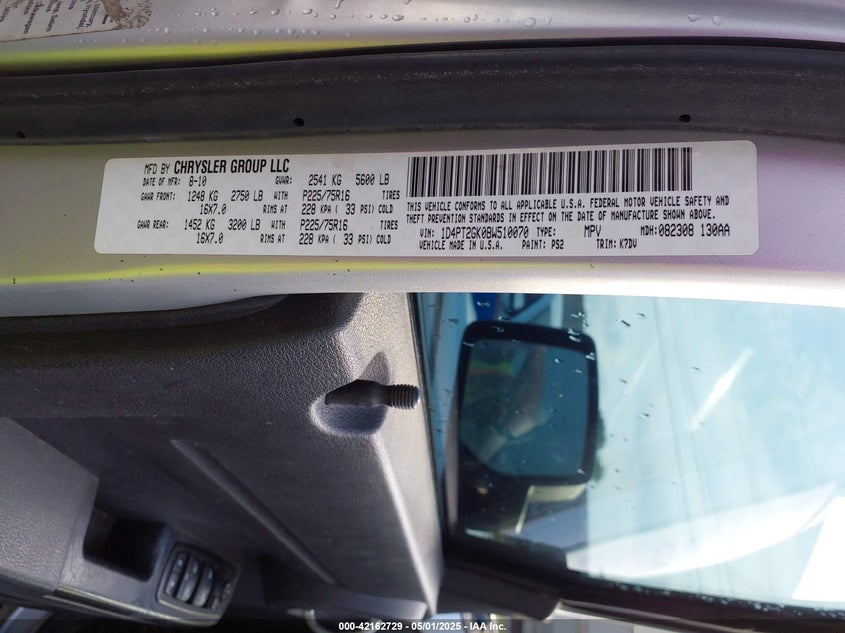 MFD BY CHRYSLER GROUP LLC
DATE OF MFR: 8-10 GVWR: 2541 KG 5600 LB
GAWR FRONT: 1248 KG 2750 LB WITH P225/75R16 TIRES
16X7.0 RIMS AT 228 KPA ( 33 PSI) COLD
GAWR REAR: 1452 KG 3200 LB WITH P225/75R16 TIRES
16X7.0 RIMS AT 228 KPA ( 33 PSI) COLD
THIS VEHICLE CONFORMS TO ALL APPLICABLE U.S.A. FEDERAL MOTOR VEHICLE SAFETY AND
THEFT PREVENTION STANDARDS IN EFFECT ON THE DATE OF MANUFACTURE SHOWN ABOVE.
VIN: 1D4PT2GK0BW510070 TYPE: MPV MDH: 082308 130AA
VEHICLE MADE IN U.S.A. PAINT: PS2 TRIM: K7DV
000-42162729 - 05/01/2025 - IAA Inc.